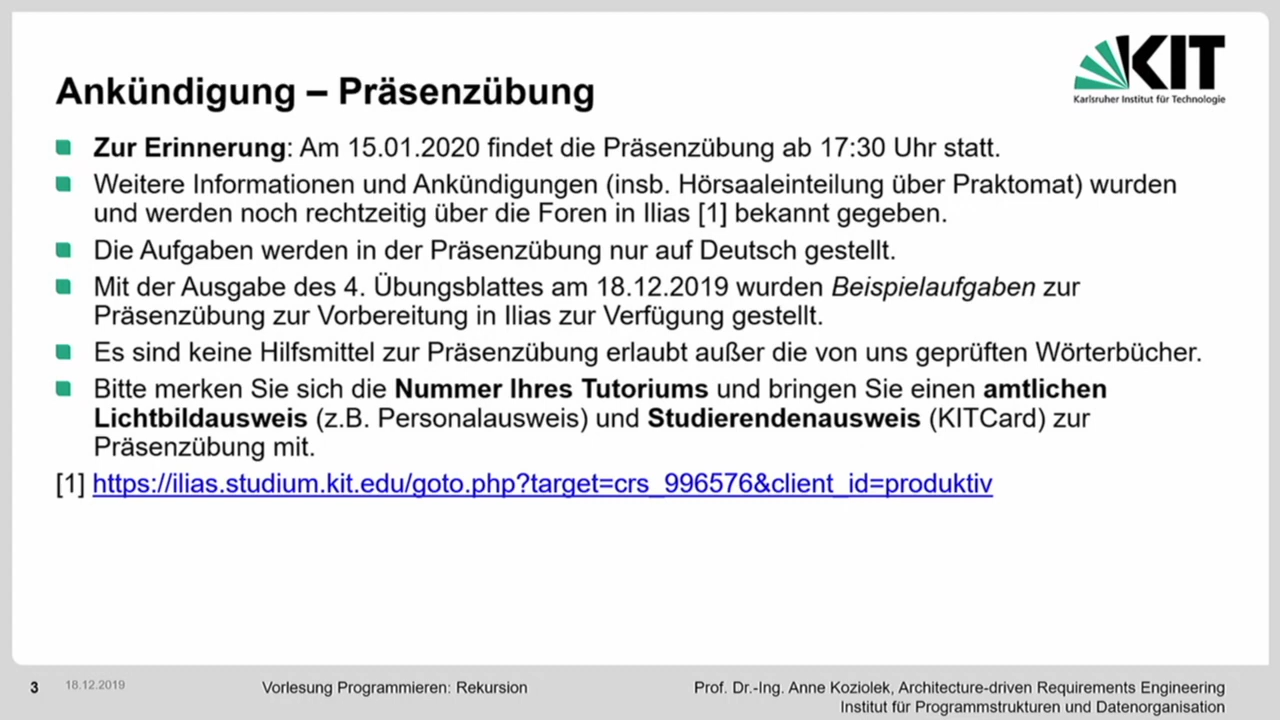 KIT
Karlsruher Institut für Technologie
Ankündigung – Präsenzübung
Zur Erinnerung: Am 15.01.2020 findet die Präsenzübung ab 17:30 Uhr statt.
Weitere Informationen und Ankündigungen (insb. Hörsaaleinteilung über Praktomat) wurden
und werden noch rechtzeitig über die Foren in Ilias [1] bekannt gegeben.
Die Aufgaben werden in der Präsenzübung nur auf Deutsch gestellt.
Mit der Ausgabe des 4. Übungsblattes am 18.12.2019 wurden Beispielaufgaben zur
Präsenzübung zur Vorbereitung in Ilias zur Verfügung gestellt.
Es sind keine Hilfsmittel zur Präsenzübung erlaubt außer die von uns geprüften Wörterbücher.
Bitte merken Sie sich die Nummer Ihres Tutoriums und bringen Sie einen amtlichen
Lichtbildausweis (z.B. Personalausweis) und Studierendenausweis (KITCard) zur
Präsenzübung mit.
[1] https://ilias.studium.kit.edu/goto.php?target=crs_996576&client_id=produktiv
3
18.12.2019
Vorlesung Programmieren: Rekursion
Prof. Dr.-Ing. Anne Koziolek, Architecture-driven Requirements Engineering
Institut für Programmstrukturen und Datenorganisation